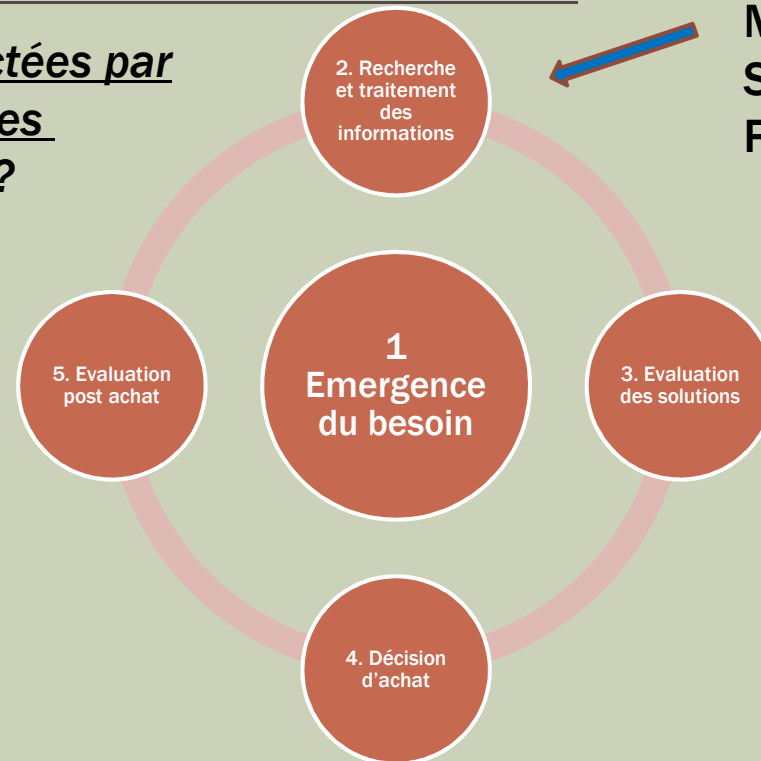 ctées par
es
?
2. Recherche
et traitement
des
informations
M
S
F
1
Emergence
du besoin
3. Evaluation
des solutions
4. Décision
d'achat
5. Evaluation
post achat